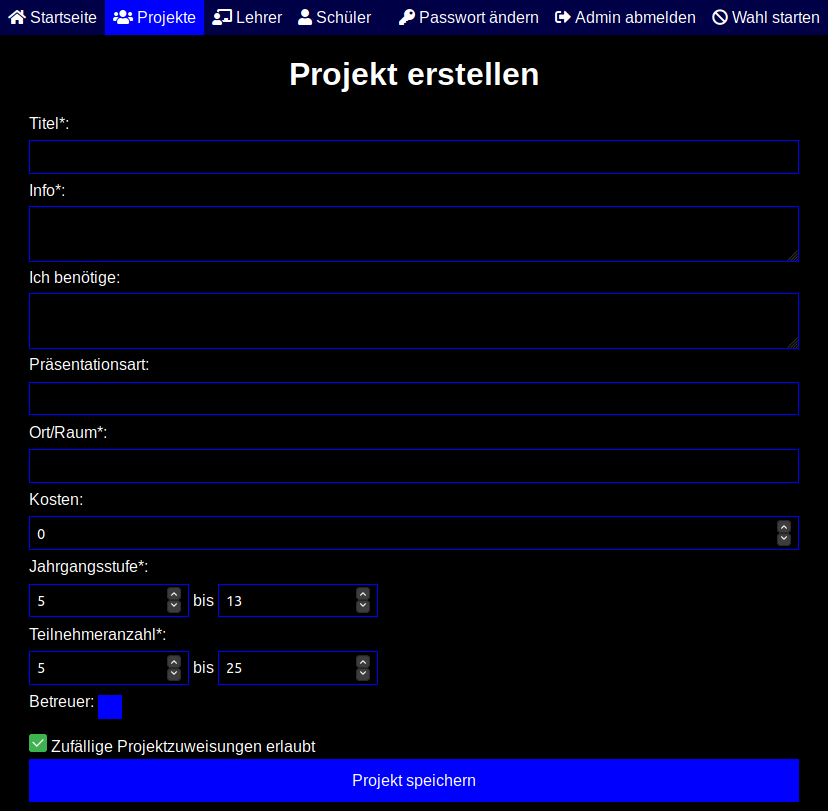 Startseite Projekte Lehrer Schüler Passwort ändern Admin abmelden Wahl starten
Projekt erstellen
Titel*:
Info*:
Ich benötige:
Präsentationsart:
Ort/Raum*:
Kosten:
0
Jahrgangsstufe*:
5 bis 13
Teilnehmeranzahl*:
5 bis 25
Betreuer:
Zufällige Projektzuweisungen erlaubt
Projekt speichern